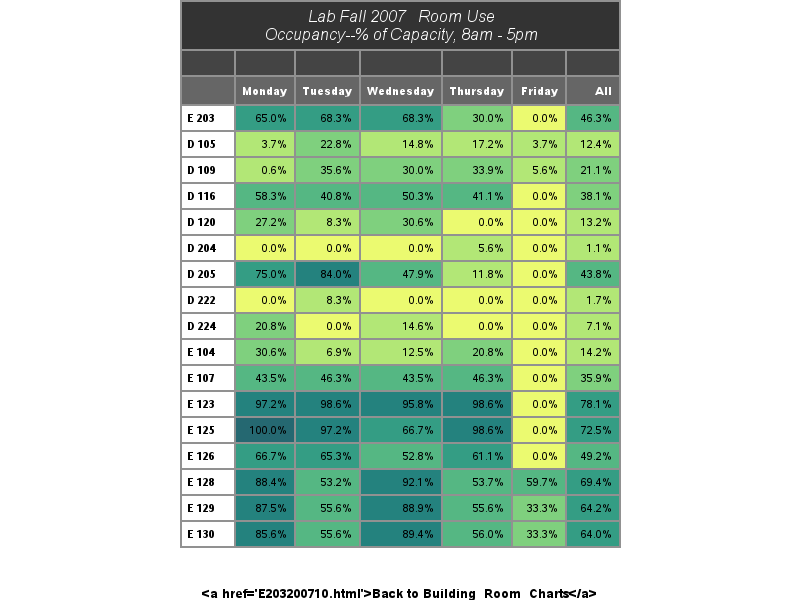 Lab Fall 2007 Room Use
Occupancy--% of Capacity, 8am - 5pm
Monday Tuesday Wednesday Thursday Friday All
E 203 65.0% 68.3% 68.3% 30.0% 0.0% 46.3%
D 105 3.7% 22.8% 14.8% 17.2% 3.7% 12.4%
D 109 0.6% 35.6% 30.0% 33.9% 5.6% 21.1%
D 116 58.3% 40.8% 50.3% 41.1% 0.0% 38.1%
D 120 27.2% 8.3% 30.6% 0.0% 0.0% 13.2%
D 204 0.0% 0.0% 0.0% 5.6% 0.0% 1.1%
D 205 75.0% 84.0% 47.9% 11.8% 0.0% 43.8%
D 222 0.0% 8.3% 0.0% 0.0% 0.0% 1.7%
D 224 20.8% 0.0% 14.6% 0.0% 0.0% 7.1%
E 104 30.6% 6.9% 12.5% 20.8% 0.0% 14.2%
E 107 43.5% 46.3% 43.5% 46.3% 0.0% 35.9%
E 123 97.2% 98.6% 95.8% 98.6% 0.0% 78.1%
E 125 100.0% 97.2% 66.7% 98.6% 0.0% 72.5%
E 126 66.7% 65.3% 52.8% 61.1% 0.0% 49.2%
E 128 88.4% 53.2% 92.1% 53.7% 59.7% 69.4%
E 129 87.5% 55.6% 88.9% 55.6% 33.3% 64.2%
E 130 85.6% 55.6% 89.4% 56.0% 33.3% 64.0%
<a href='E203200710.html'>Back to Building Room Charts</a>